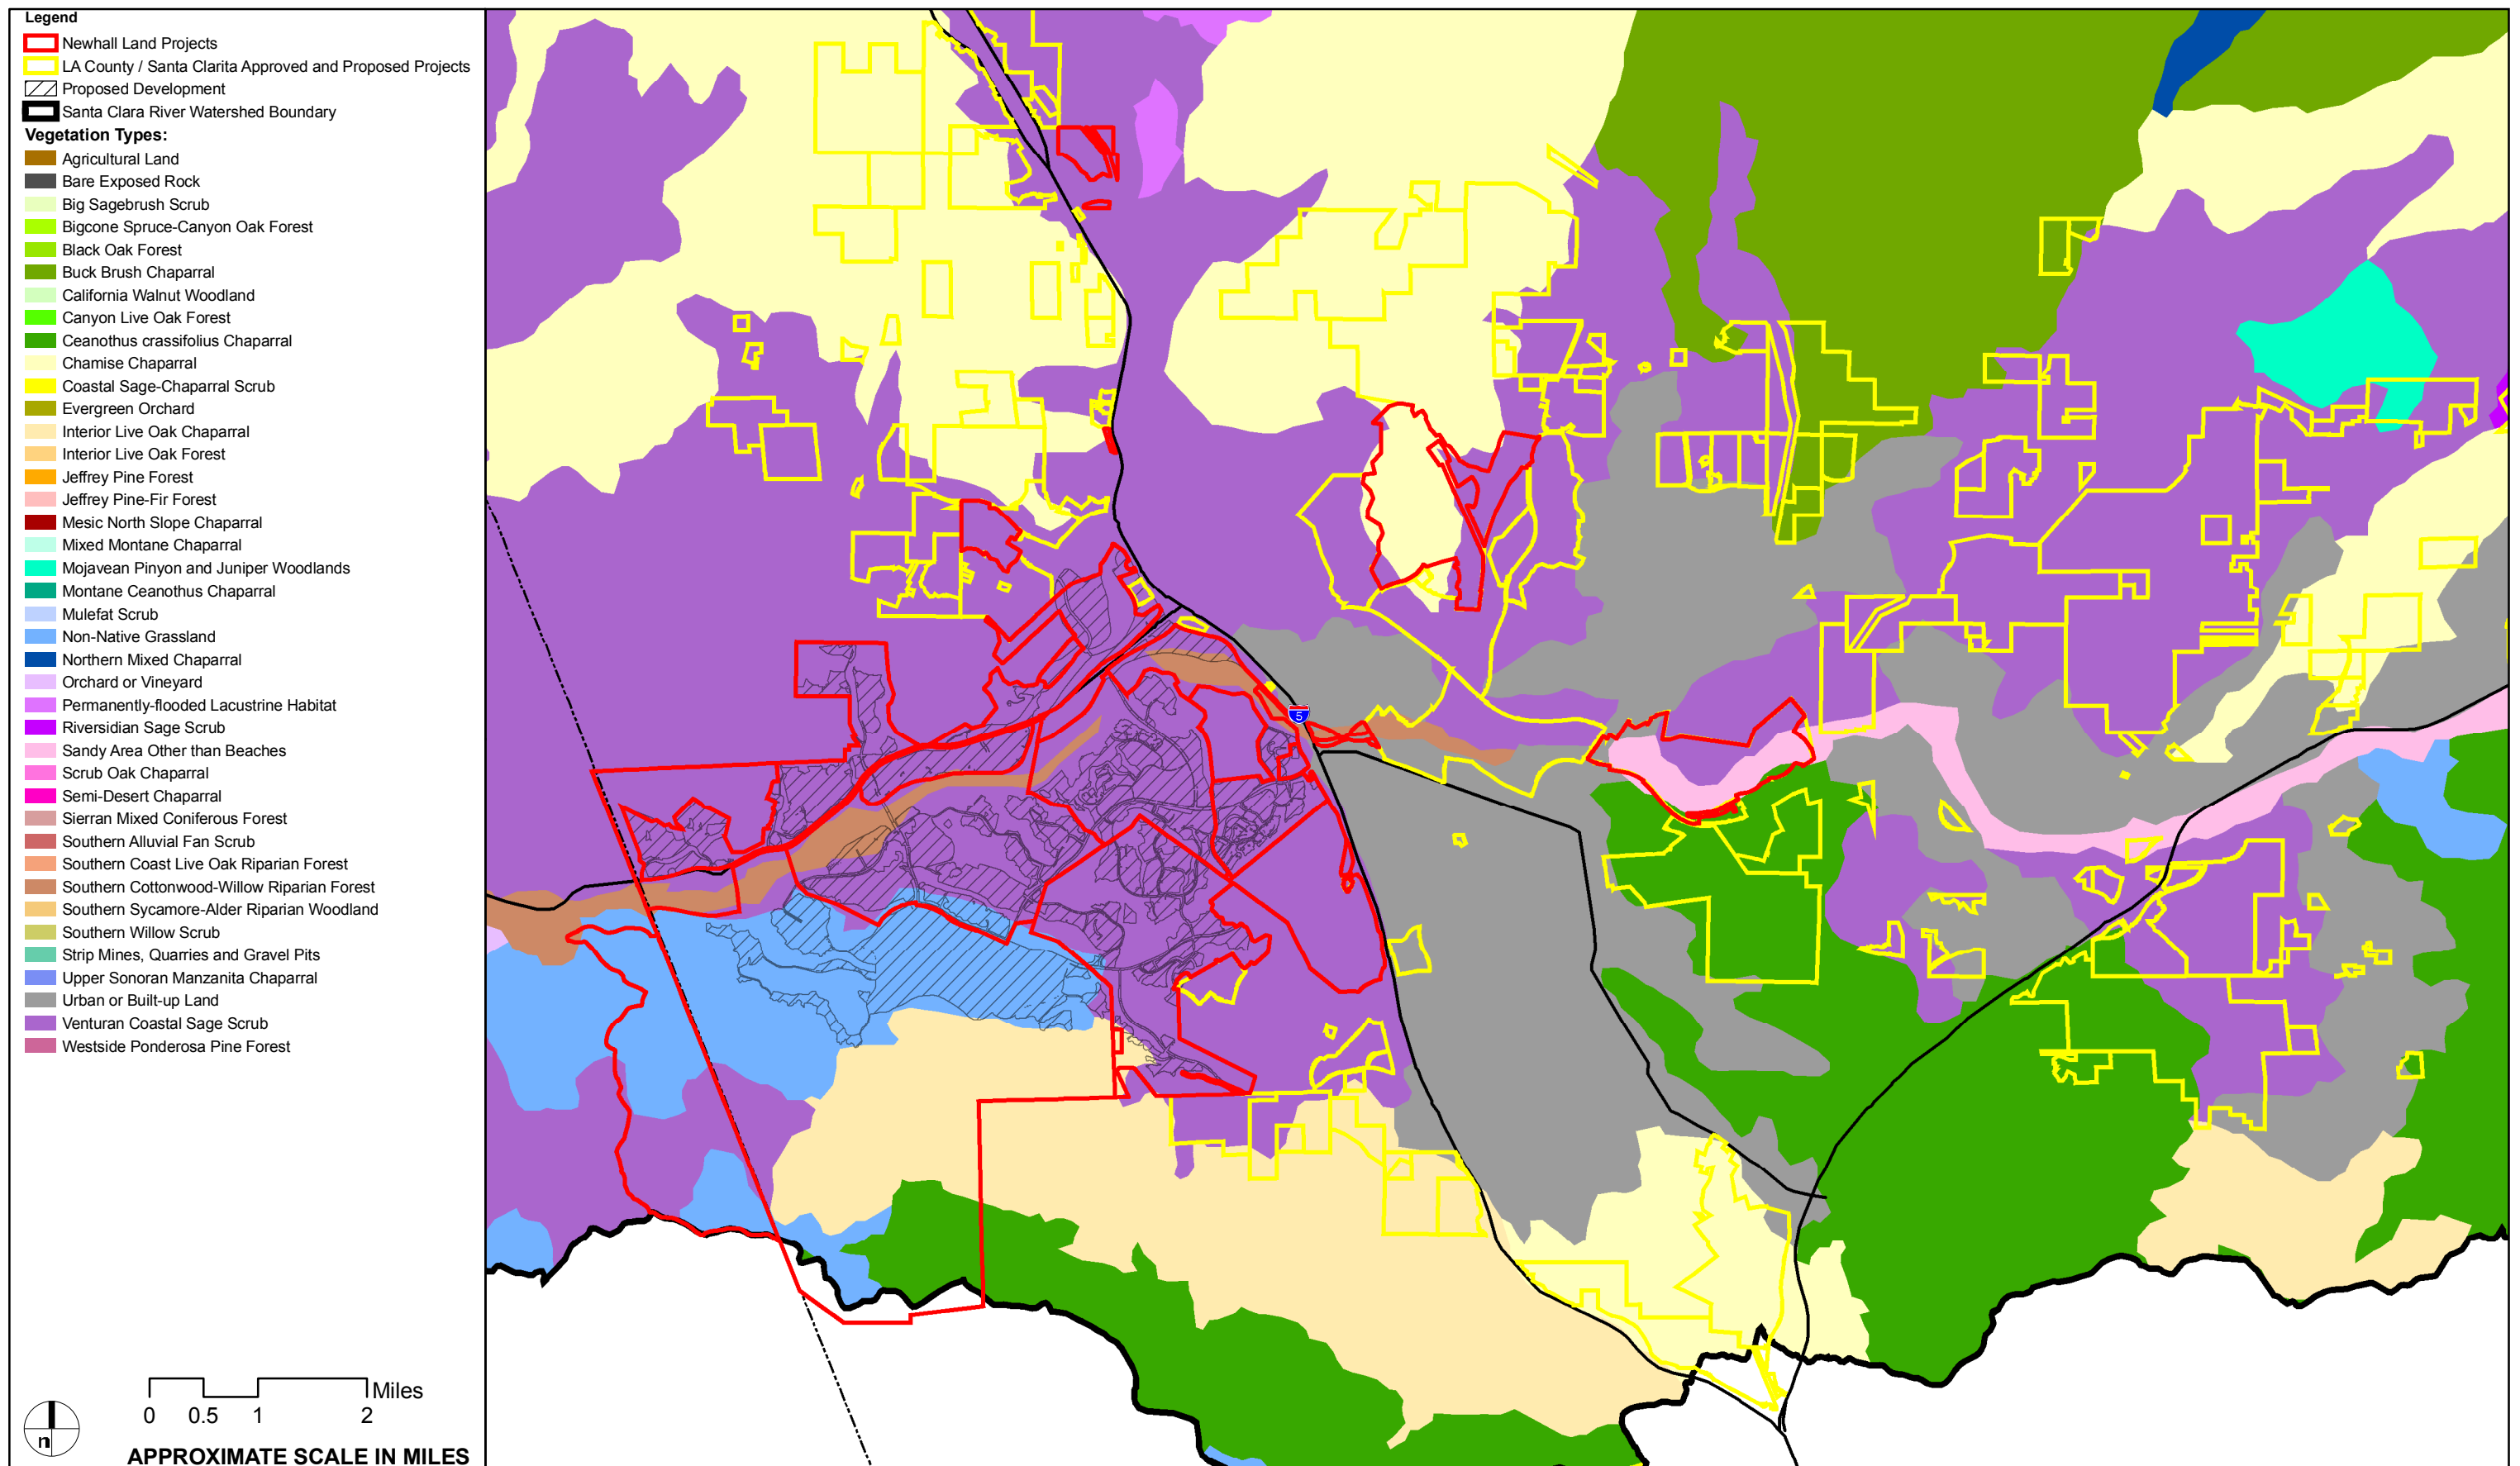 Legend
Newhall Land Projects
LA County / Santa Clarita Approved and Proposed Projects
Proposed Development
Santa Clara River Watershed Boundary
Vegetation Types:
Agricultural Land
Bare Exposed Rock
Big Sagebrush Scrub
Bigcone Spruce-Canyon Oak Forest
Black Oak Forest
Buck Brush Chaparral
California Walnut Woodland
Canyon Live Oak Forest
Ceanothus crassifolius Chaparral
Chamise Chaparral
Coastal Sage-Chaparral Scrub
Evergreen Orchard
Interior Live Oak Chaparral
Interior Live Oak Forest
Jeffrey Pine Forest
Jeffrey Pine-Fir Forest
Mesic North Slope Chaparral
Mixed Montane Chaparral
Mojavean Pinyon and Juniper Woodlands
Montane Ceanothus Chaparral
Mulefat Scrub
Non-Native Grassland
Northern Mixed Chaparral
Orchard or Vineyard
Permanently-flooded Lacustrine Habitat
Riversidian Sage Scrub
Sandy Area Other than Beaches
Scrub Oak Chaparral
Semi-Desert Chaparral
Sierran Mixed Coniferous Forest
Southern Alluvial Fan Scrub
Southern Coast Live Oak Riparian Forest
Southern Cottonwood-Willow Riparian Forest
Southern Sycamore-Alder Riparian Woodland
Southern Willow Scrub
Strip Mines, Quarries and Gravel Pits
Upper Sonoran Manzanita Chaparral
Urban or Built-up Land
Venturan Coastal Sage Scrub
Westside Ponderosa Pine Forest
Miles
0 0.5 1 2
n
APPROXIMATE SCALE IN MILES
5